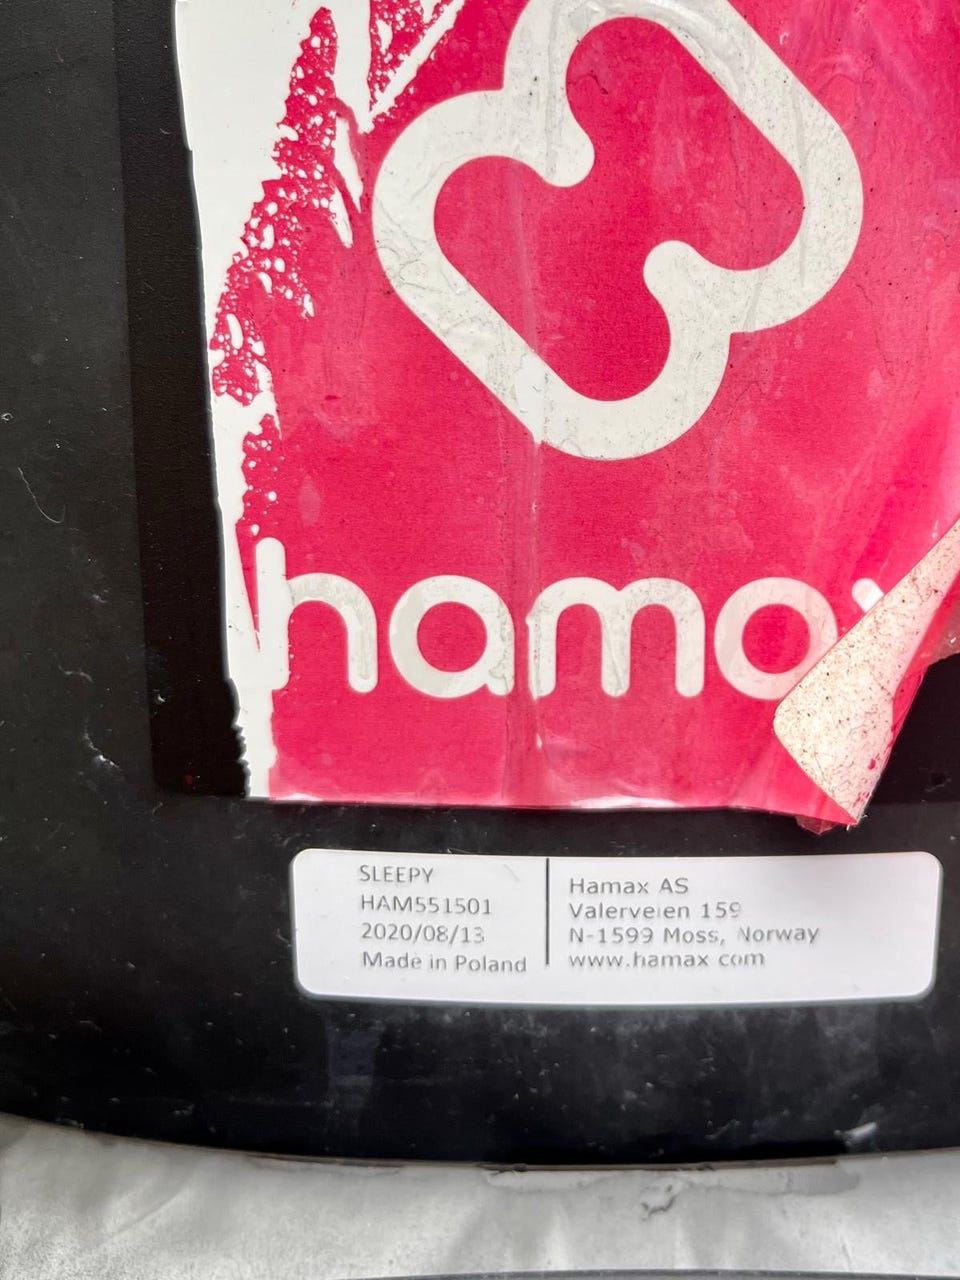 hamax
SLEEPY
HAM551501
2020/08/13
Made in Poland
Hamax AS
Valerveien 159
N-1599 Moss, Norway
www.hamax.com